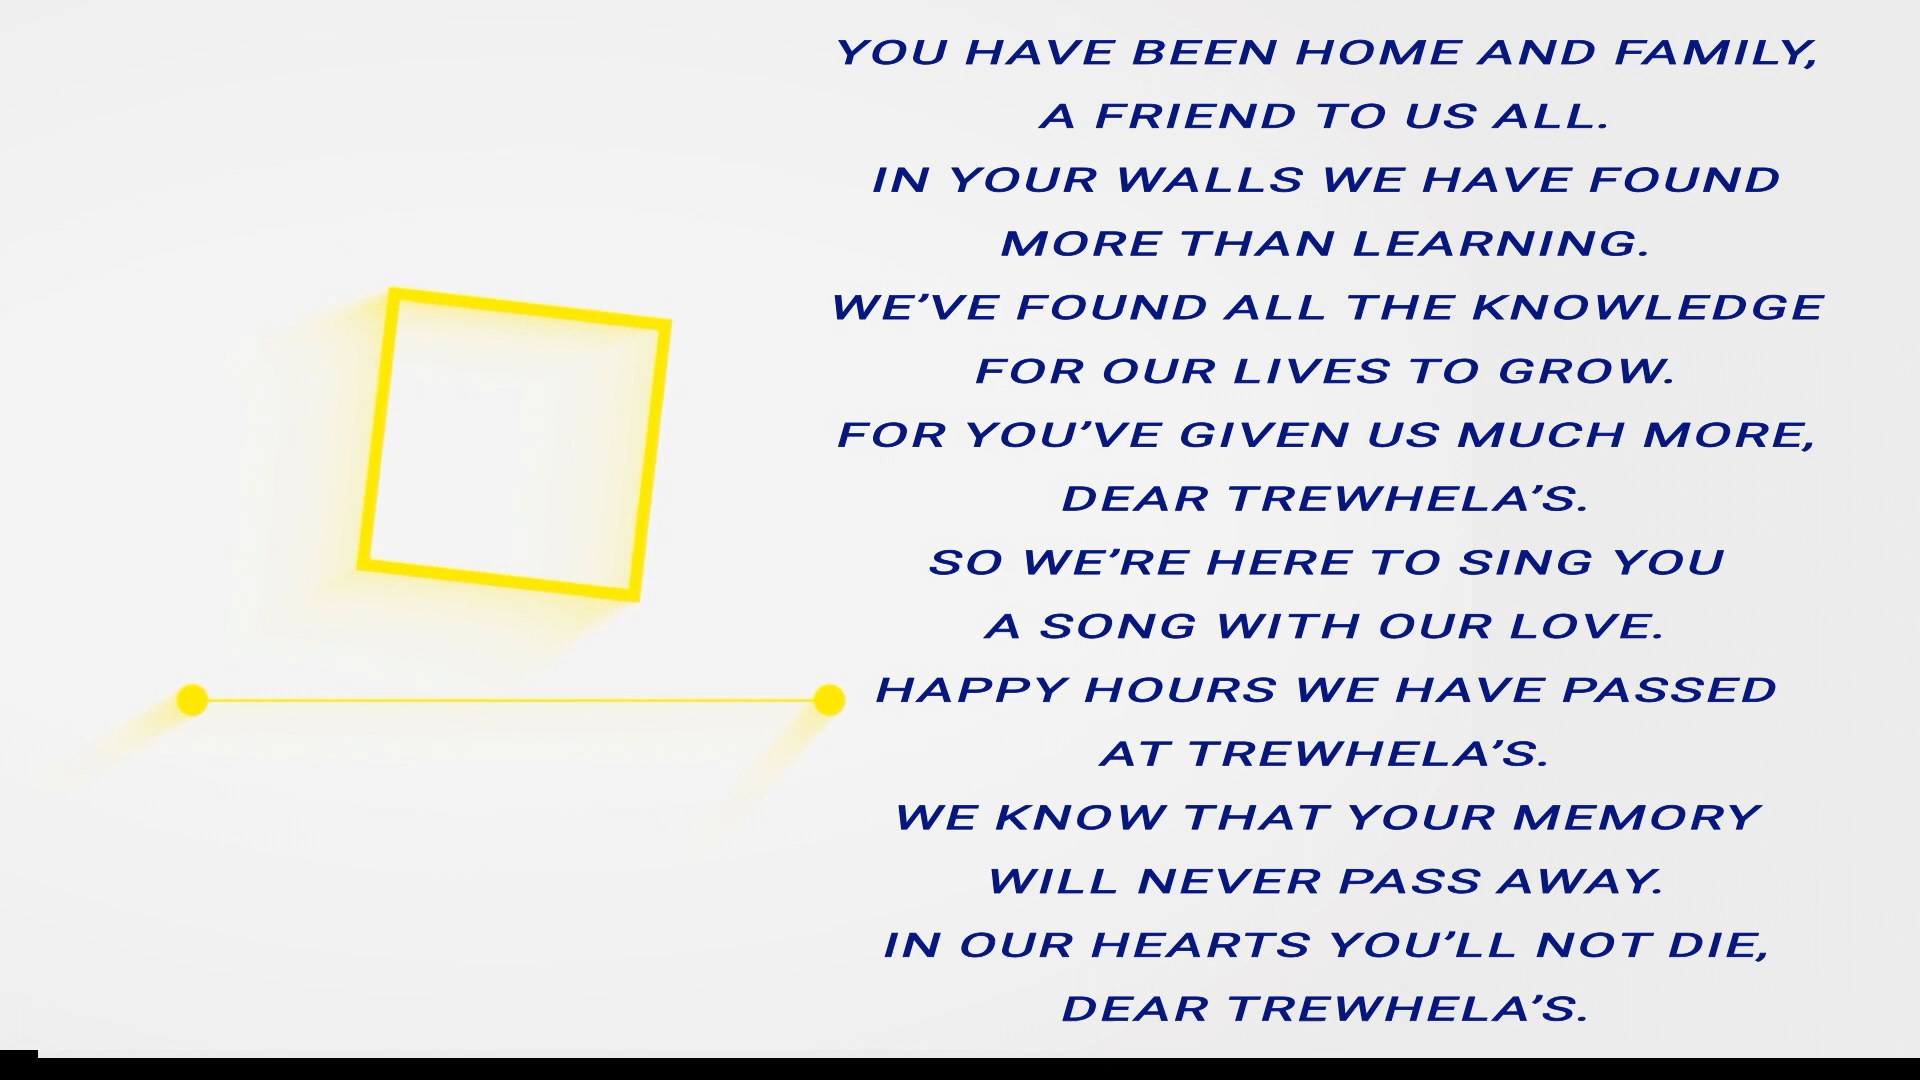 YOU HAVE BEEN HOME AND FAMILY,
A FRIEND TO US ALL.
IN YOUR WALLS WE HAVE FOUND
MORE THAN LEARNING.
WE’VE FOUND ALL THE KNOWLEDGE
FOR OUR LIVES TO GROW.
FOR YOU’VE GIVEN US MUCH MORE,
DEAR TREWHELA’S.
SO WE’RE HERE TO SING YOU
A SONG WITH OUR LOVE.
HAPPY HOURS WE HAVE PASSED
AT TREWHELA’S.
WE KNOW THAT YOUR MEMORY
WILL NEVER PASS AWAY.
IN OUR HEARTS YOU’LL NOT DIE,
DEAR TREWHELA’S.